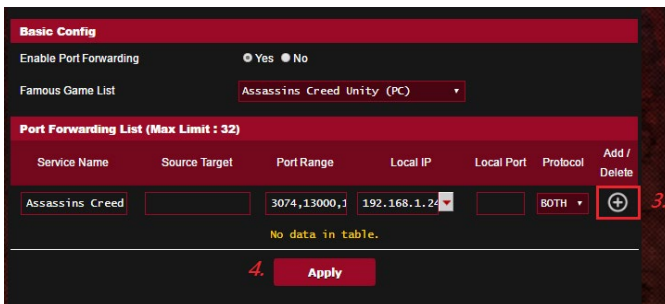 Basic Config
Enable Port Forwarding Yes No
Famous Game List Assassins Creed Unity (PC)
Port Forwarding List (Max Limit : 32)
Service Name Source Target Port Range Local IP Local Port Protocol Add / Delete
Assassins Creed 3074,13000,1 192.168.1.24 BOTH 3.
No data in table.
4. Apply